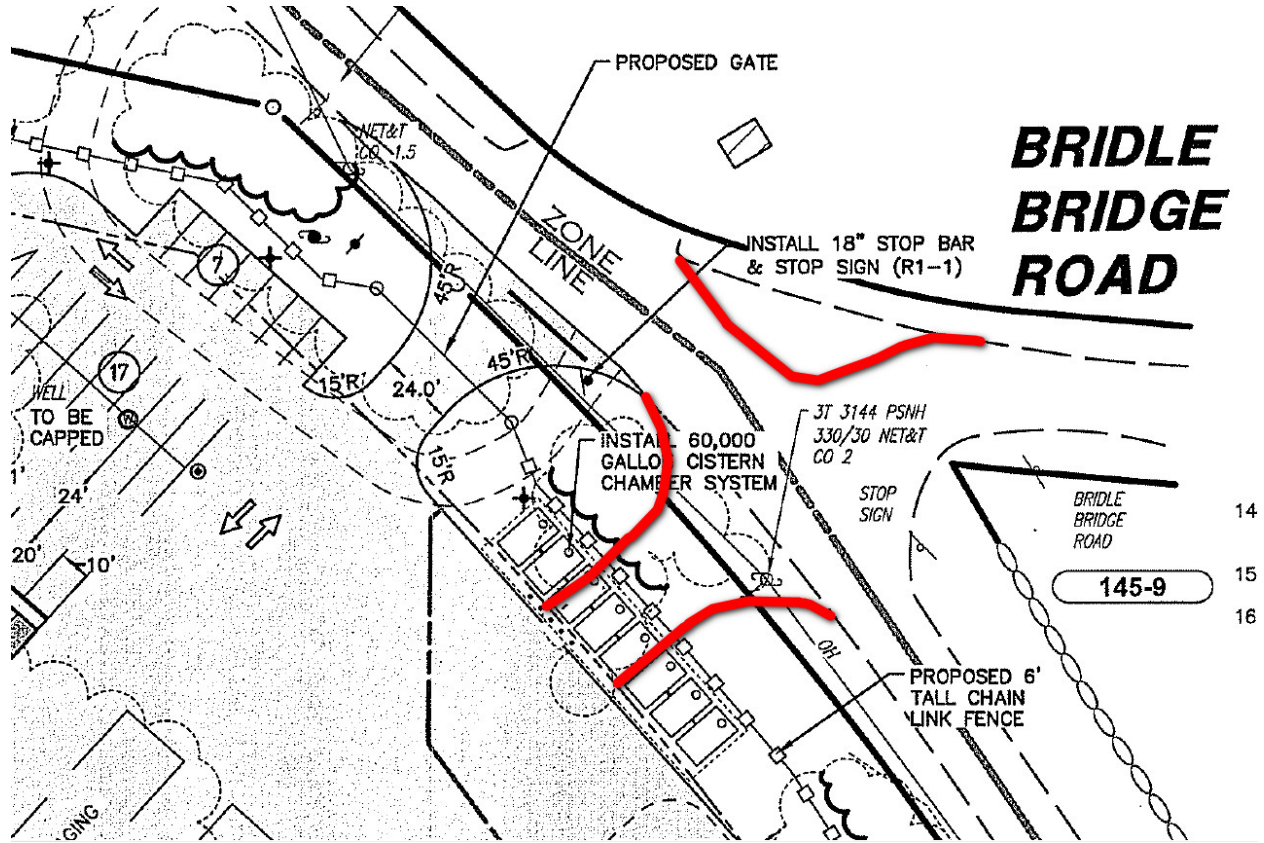 PROPOSED GATE
NET&T
CO 1.5
BRIDLE
BRIDGE
ROAD
ZONE
LINE
INSTALL 18" STOP BAR
& STOP SIGN (R1-1)
7
45'R
45'R
17
15'R
24.0'
WELL
TO BE
CAPPED
W
3T 3144 PSNH
330/30 NET&T
CO 2
INSTALL 60,000
GALLON CISTERN
CHAMBER SYSTEM
15'R
24'
STOP
SIGN
BRIDLE
BRIDGE
ROAD
14
20'
10'
145-9
15
16
OH
PROPOSED 6'
TALL CHAIN
LINK FENCE
GING